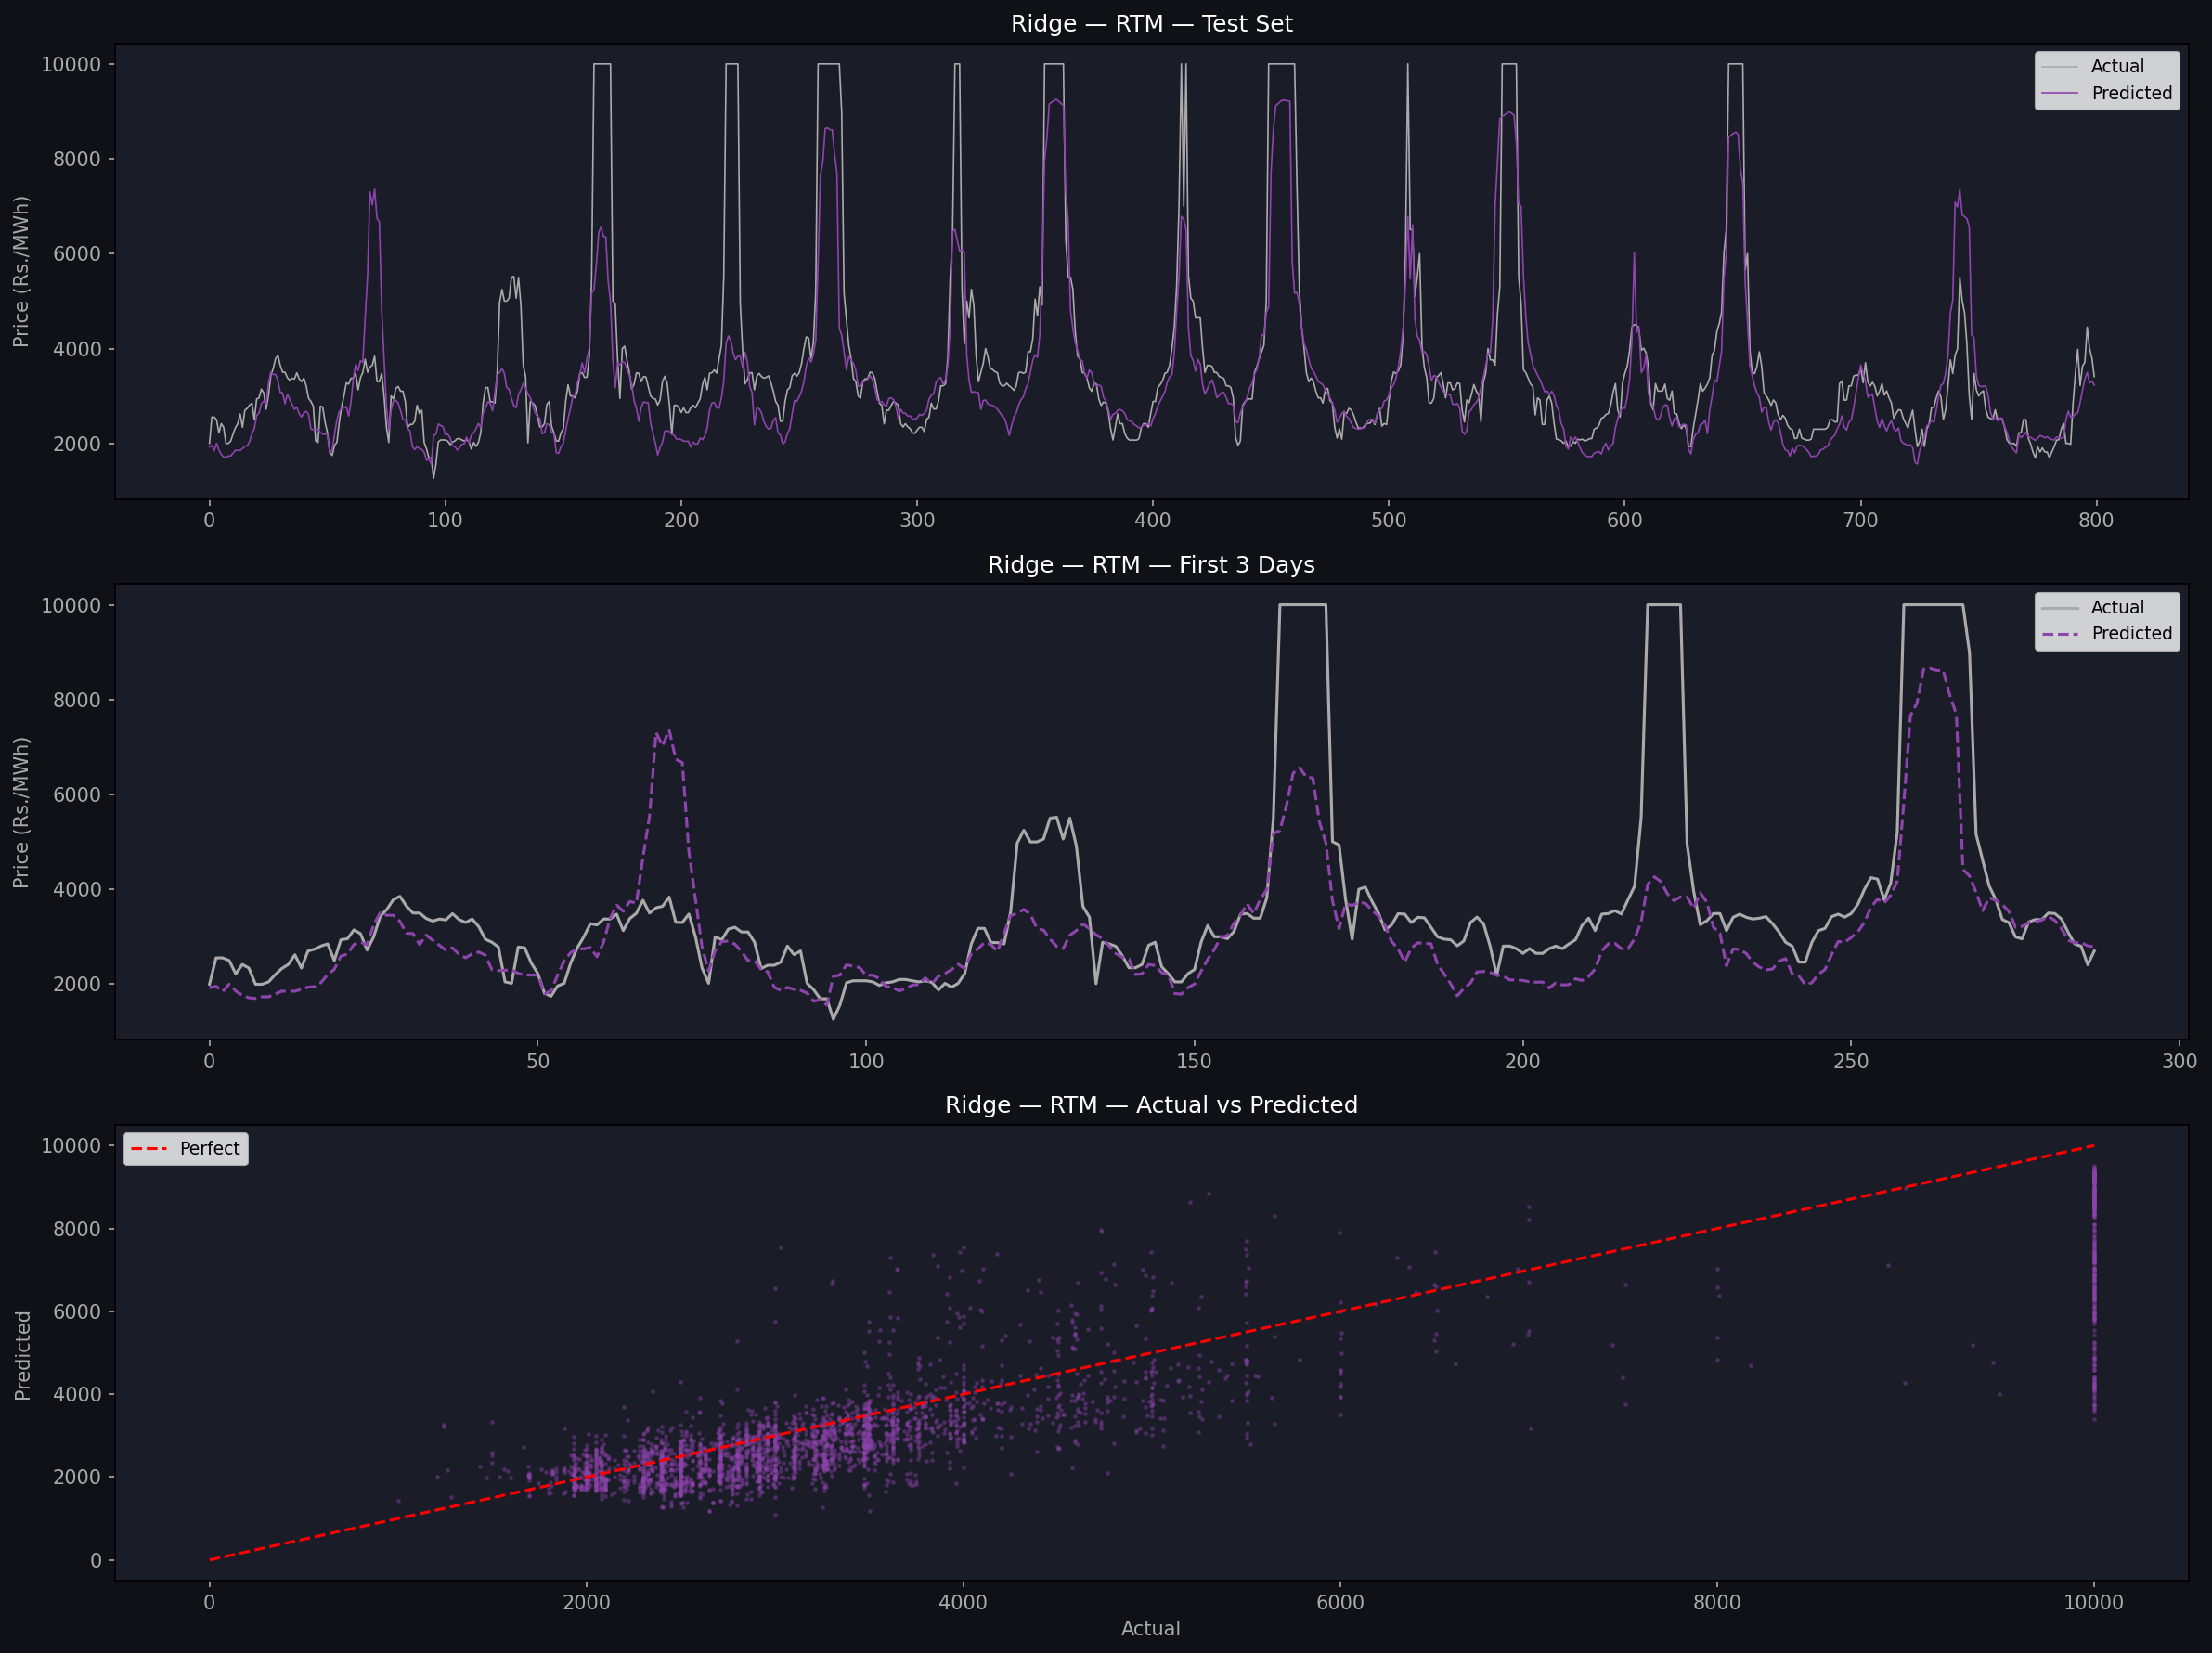 Ridge — RTM — Test Set
Price (Rs./MWh)
10000
8000
6000
4000
2000
Actual
Predicted
0 100 200 300 400 500 600 700 800
Ridge — RTM — First 3 Days
Price (Rs./MWh)
10000
8000
6000
4000
2000
Actual
Predicted
0 50 100 150 200 250 300
Ridge — RTM — Actual vs Predicted
Predicted
10000
8000
6000
4000
2000
0
Perfect
0 2000 4000 6000 8000 10000
Actual